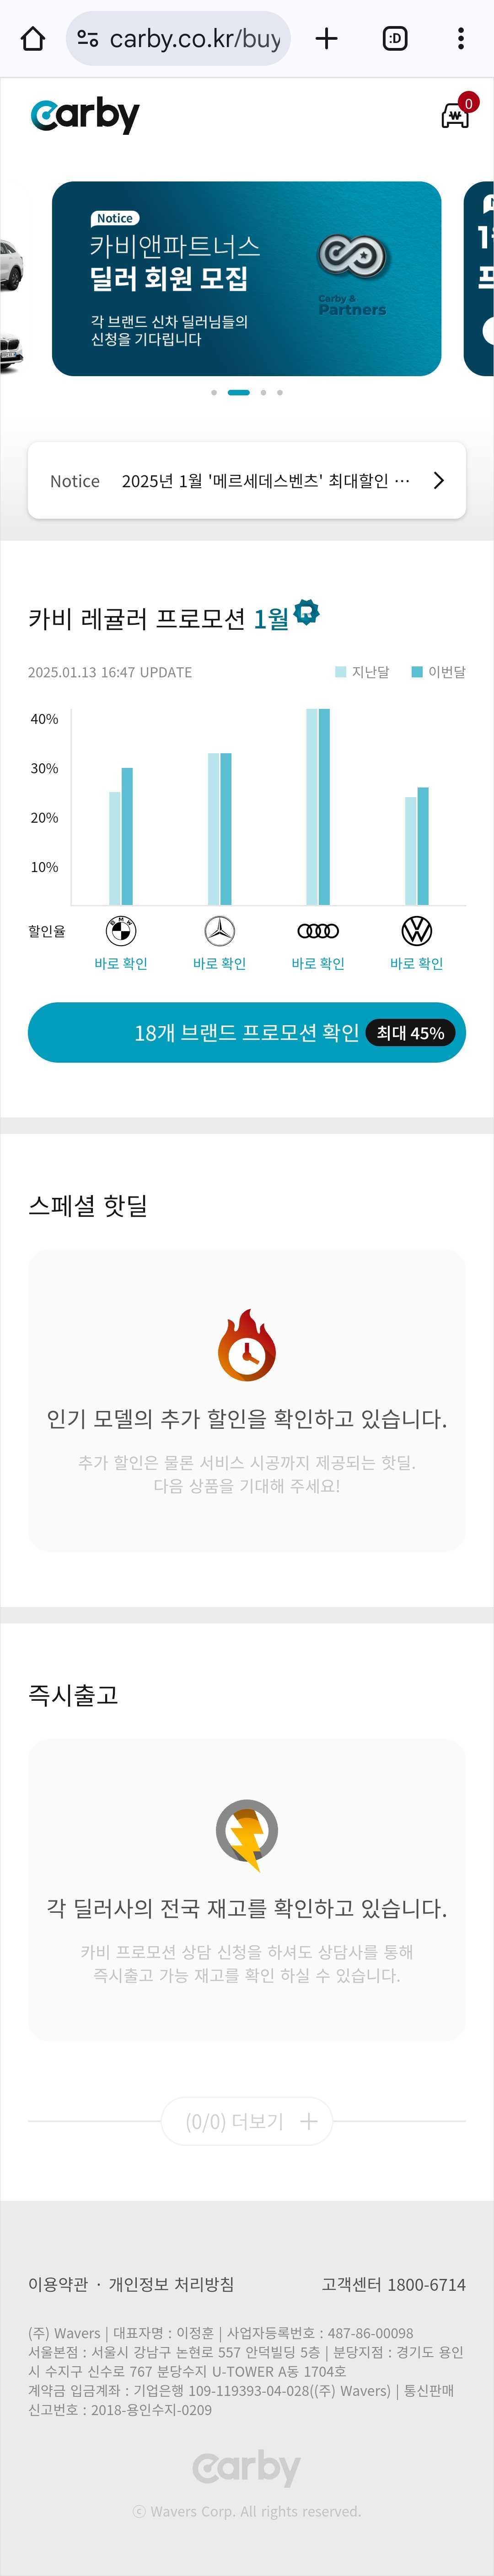 :D
carby.co.kr/buy
carby
0
Notice
카비앤파트너스
딜러 회원 모집
각 브랜드 신차 딜러님들의
신청을 기다립니다
Carby &
Partners
Notice 2025년 1월 '메르세데스벤츠' 최대할인 ···
카비 레귤러 프로모션 1월
2025.01.13 16:47 UPDATE 지난달 이번달
40%
30%
20%
10%
할인율
바로 확인 바로 확인 바로 확인 바로 확인
18개 브랜드 프로모션 확인 최대 45%
스페셜 핫딜
인기 모델의 추가 할인을 확인하고 있습니다.
추가 할인은 물론 서비스 시공까지 제공되는 핫딜.
다음 상품을 기대해 주세요!
즉시출고
각 딜러사의 전국 재고를 확인하고 있습니다.
카비 프로모션 상담 신청을 하셔도 상담사를 통해
즉시출고 가능 재고를 확인 하실 수 있습니다.
(0/0) 더보기 +
이용약관 · 개인정보 처리방침 고객센터 1800-6714
(주) Wavers | 대표자명 : 이정훈 | 사업자등록번호 : 487-86-00098
서울본점 : 서울시 강남구 논현로 557 안덕빌딩 5층 | 분당지점 : 경기도 용인
시 수지구 신수로 767 분당수지 U-TOWER A동 1704호
계약금 입금계좌 : 기업은행 109-119393-04-028((주) Wavers) | 통신판매
신고번호 : 2018-용인수지-0209
carby
ⓒ Wavers Corp. All rights reserved.